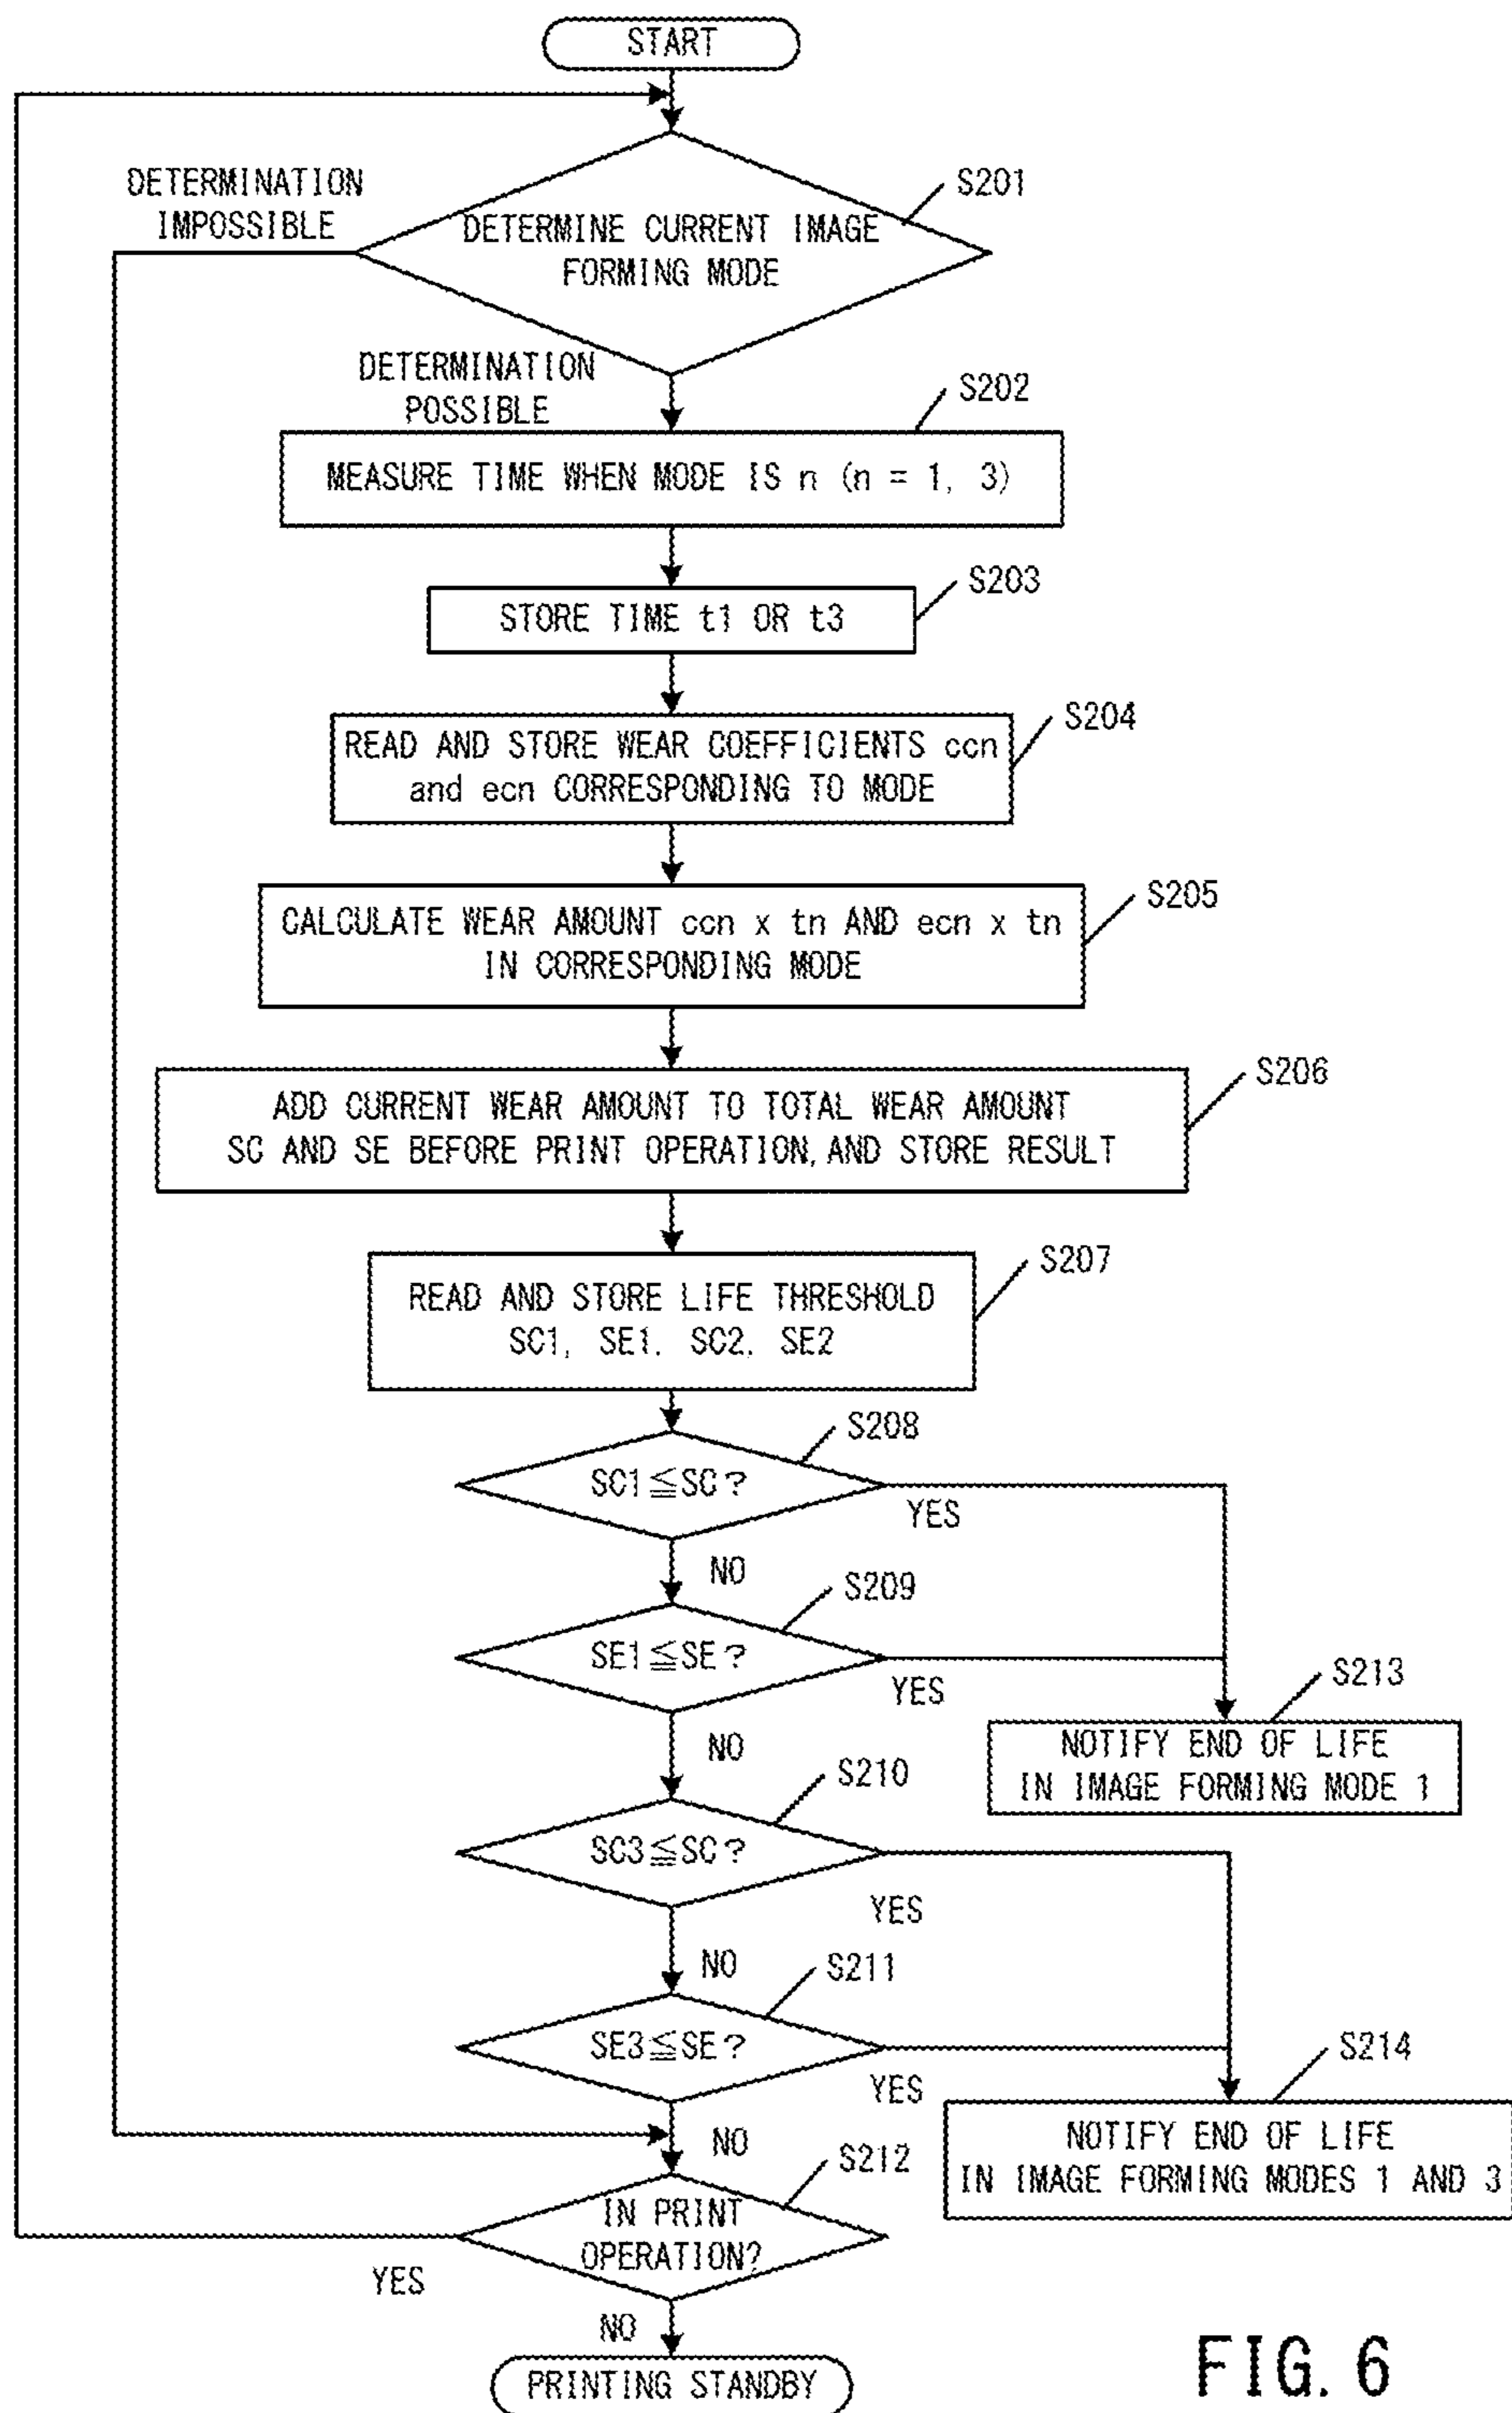 START
DETERMINATION
IMPOSSIBLE
S201
DETERMINE CURRENT IMAGE
FORMING MODE
DETERMINATION
POSSIBLE
S202
MEASURE TIME WHEN MODE IS n (n = 1, 3)
S203
STORE TIME t1 OR t3
S204
READ AND STORE WEAR COEFFICIENTS ccn
and ecn CORRESPONDING TO MODE
S205
CALCULATE WEAR AMOUNT ccn x tn AND ecn x tn
IN CORRESPONDING MODE
S206
ADD CURRENT WEAR AMOUNT TO TOTAL WEAR AMOUNT
SC AND SE BEFORE PRINT OPERATION, AND STORE RESULT
S207
READ AND STORE LIFE THRESHOLD
SC1, SE1, SC2, SE2
S208
SC1≦SC?
YES
NO
S209
SE1≦SE?
YES
S213
NOTIFY END OF LIFE
IN IMAGE FORMING MODE 1
NO
S210
SC3≦SC?
YES
NO
S211
SE3≦SE?
YES
S214
NOTIFY END OF LIFE
IN IMAGE FORMING MODES 1 AND 3
NO
S212
IN PRINT
OPERATION?
YES
NO
PRINTING STANDBY
FIG. 6